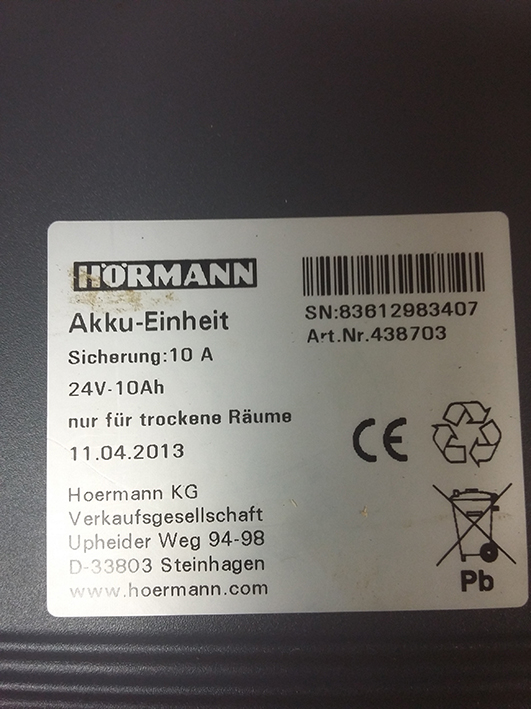 HÖRMANN
Akku-Einheit
Sicherung:10 A
24V-10Ah
nur für trockene Räume
11.04.2013
Hoermann KG
Verkaufsgesellschaft
Upheider Weg 94-98
D-33803 Steinhagen
www.hoermann.com
SN:83612983407
Art.Nr.438703
CE
Pb